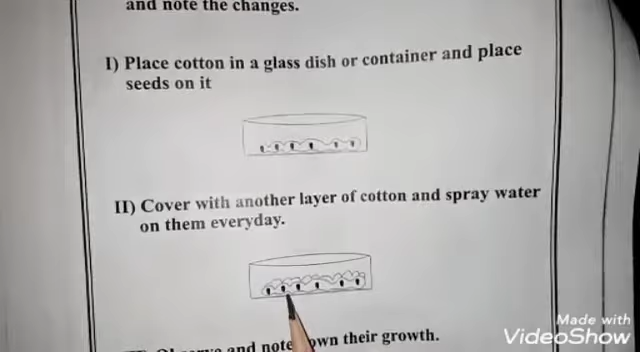 and note the changes.
I) Place cotton in a glass dish or container and place
seeds on it
II) Cover with another layer of cotton and spray water
on them everyday.
and note own their growth.
Made with
VideoShow